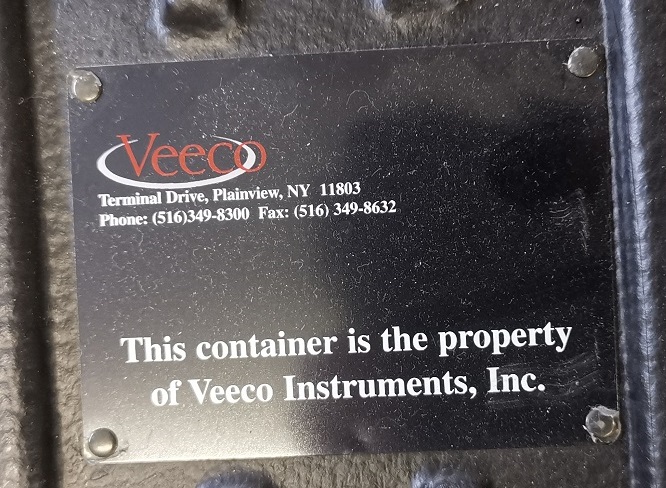 Veeco
Terminal Drive, Plainview, NY 11803
Phone: (516)349-8300 Fax: (516) 349-8632
This container is the property
of Veeco Instruments, Inc.